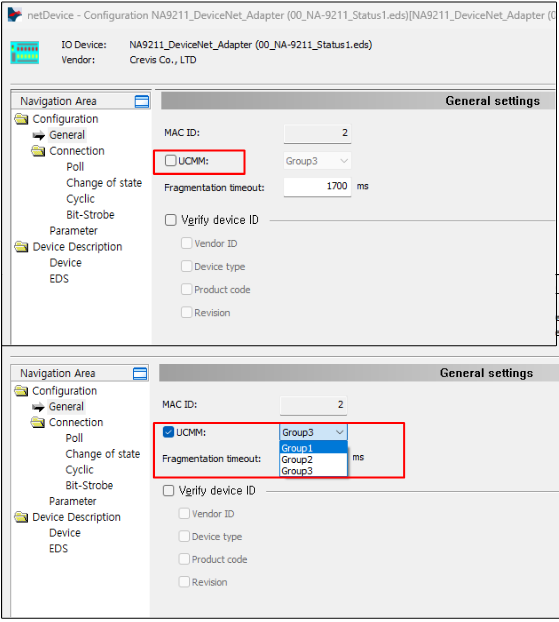 netDevice - Configuration NA9211_DeviceNet_Adapter (00_NA-9211_Status1.eds)[NA9211_DeviceNet_Adapter (0
IO Device: NA9211_DeviceNet_Adapter (00_NA-9211_Status1.eds)
Vendor: Crevis Co., LTD
Navigation Area
General settings
Configuration
General
Connection
Poll
Change of state
Cyclic
Bit-Strobe
Parameter
Device Description
Device
EDS
MAC ID: 2
UCMM: Group3
Fragmentation timeout: 1700 ms
Verify device ID
Vendor ID
Device type
Product code
Revision
Navigation Area
General settings
Configuration
General
Connection
Poll
Change of state
Cyclic
Bit-Strobe
Parameter
Device Description
Device
EDS
MAC ID: 2
UCMM: Group3
Group1
Fragmentation timeout: Group2 ms
Group3
Verify device ID
Vendor ID
Device type
Product code
Revision